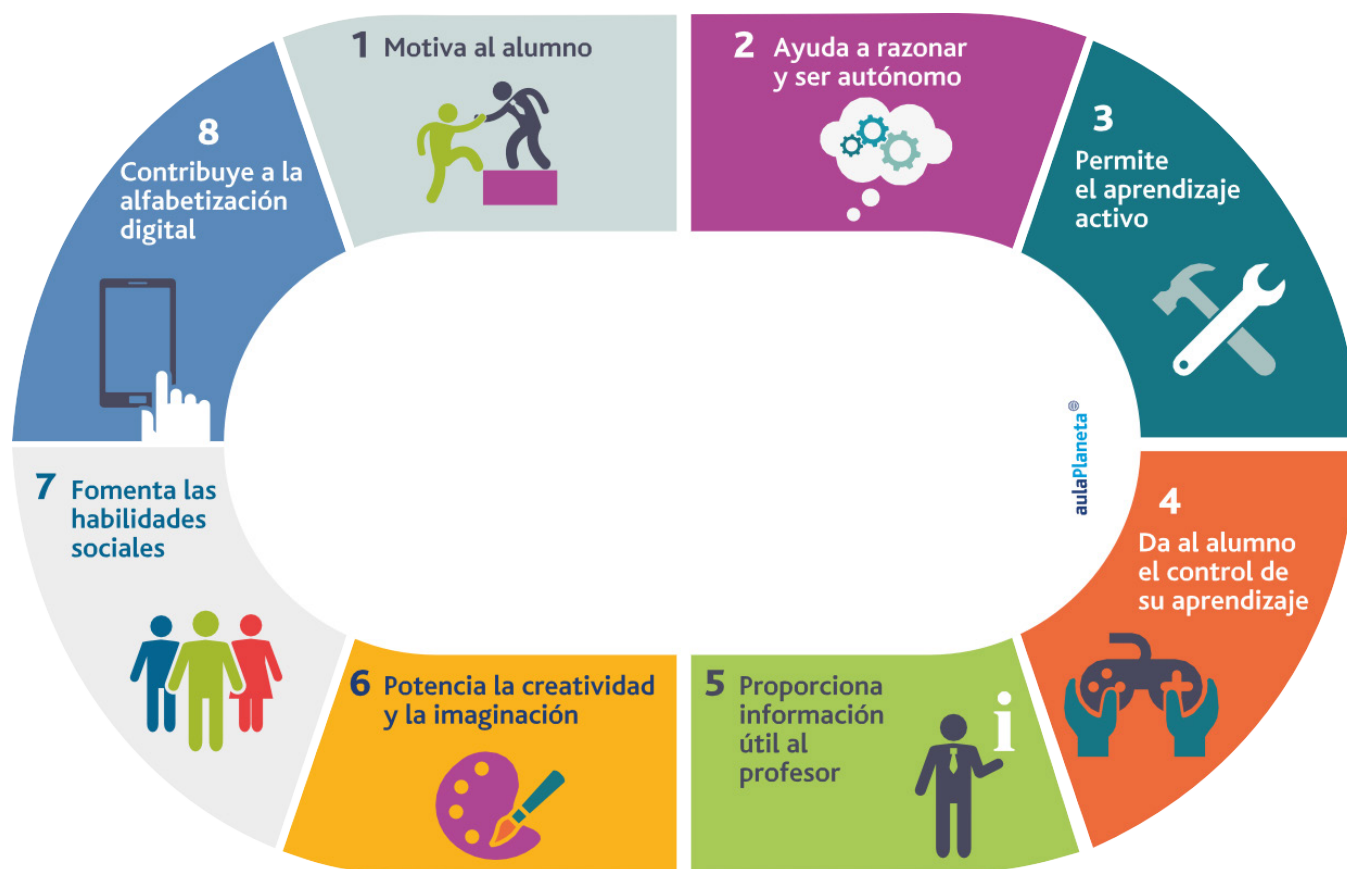 1 Motiva al alumno
2 Ayuda a razonar
y ser autónomo
3
Permite
el aprendizaje
activo
4
Da al alumno
el control de
su aprendizaje
5 Proporciona
información
útil al
profesor
i
6 Potencia la creatividad
y la imaginación
7 Fomenta las
habilidades
sociales
8
Contribuye a la
alfabetización
digital
aulaPlaneta®